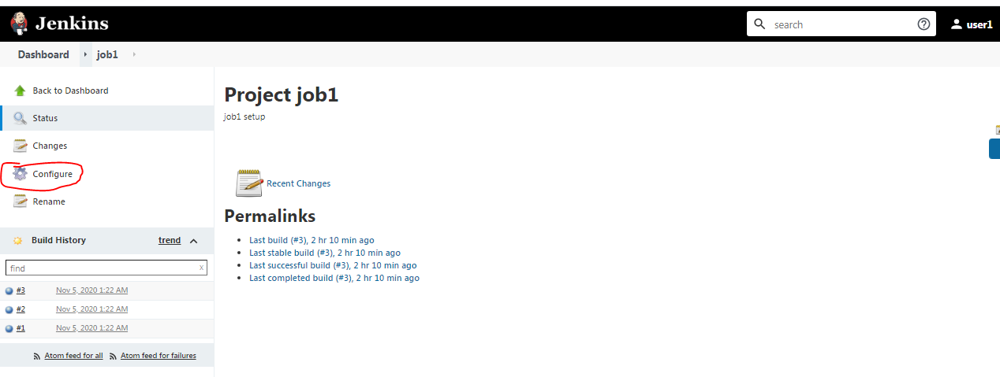 Jenkins
search
user1
Dashboard
job1
Back to Dashboard
Status
Changes
Configure
Rename
Build History
trend
find
x
#3 Nov 5, 2020 1:22 AM
#2 Nov 5, 2020 1:22 AM
#1 Nov 5, 2020 1:22 AM
Atom feed for all Atom feed for failures
Project job1
job1 setup
Recent Changes
Permalinks
Last build (#3), 2 hr 10 min ago
Last stable build (#3), 2 hr 10 min ago
Last successful build (#3), 2 hr 10 min ago
Last completed build (#3), 2 hr 10 min ago